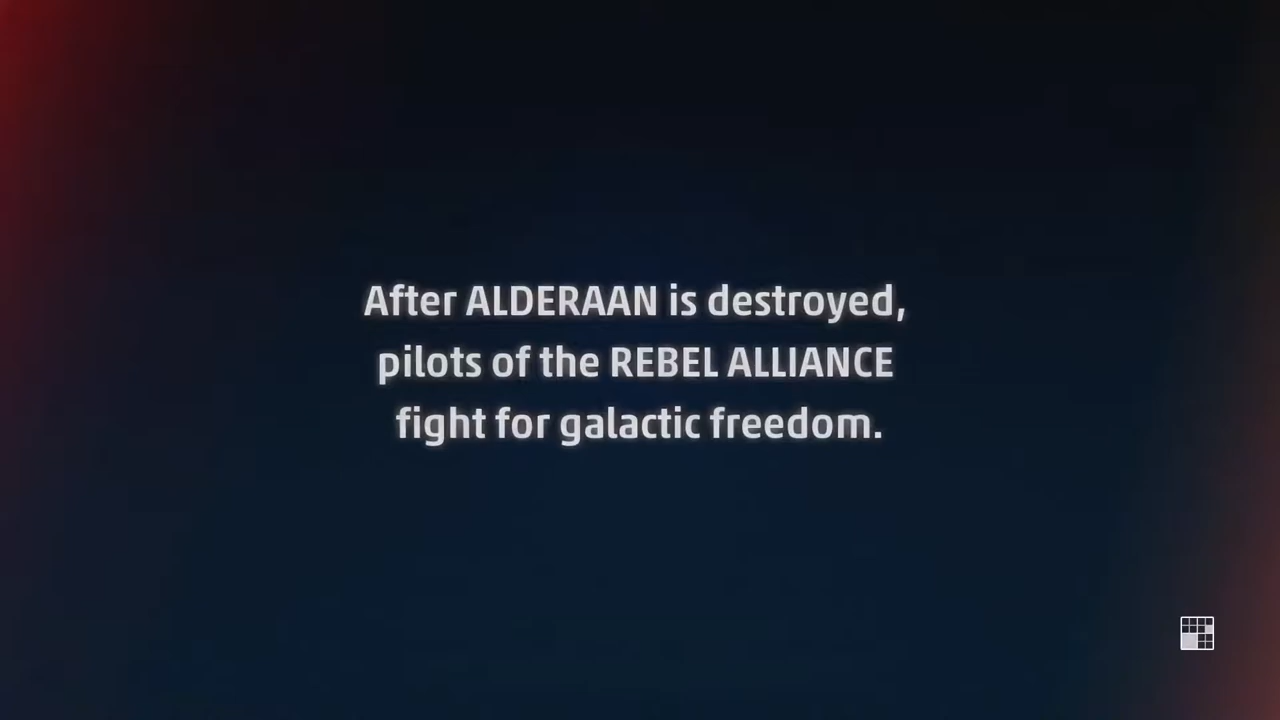 After ALDERAAN is destroyed,
pilots of the REBEL ALLIANCE
fight for galactic freedom.